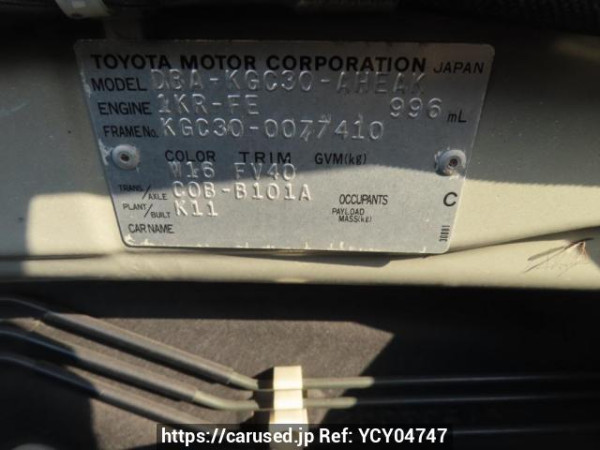 TOYOTA MOTOR CORPORATION JAPAN
MODEL DBA-KGC30-AHEAK
ENGINE 1KR-FE 996 mL
FRAME No. KGC30-0077410
COLOR TRIM GVM(kg)
W16 FV40
TRANS/AXLE C0B-B101A OCCUPANTS C
PLANT/BUILT K11 PAYLOAD MASS(kg)
CAR NAME
30881
https://carused.jp Ref: YCY04747